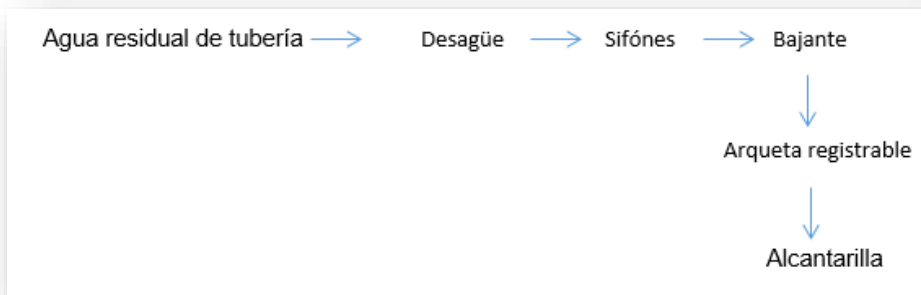 Agua residual de tubería Desagüe Sifónes Bajante
Arqueta registrable
Alcantarilla